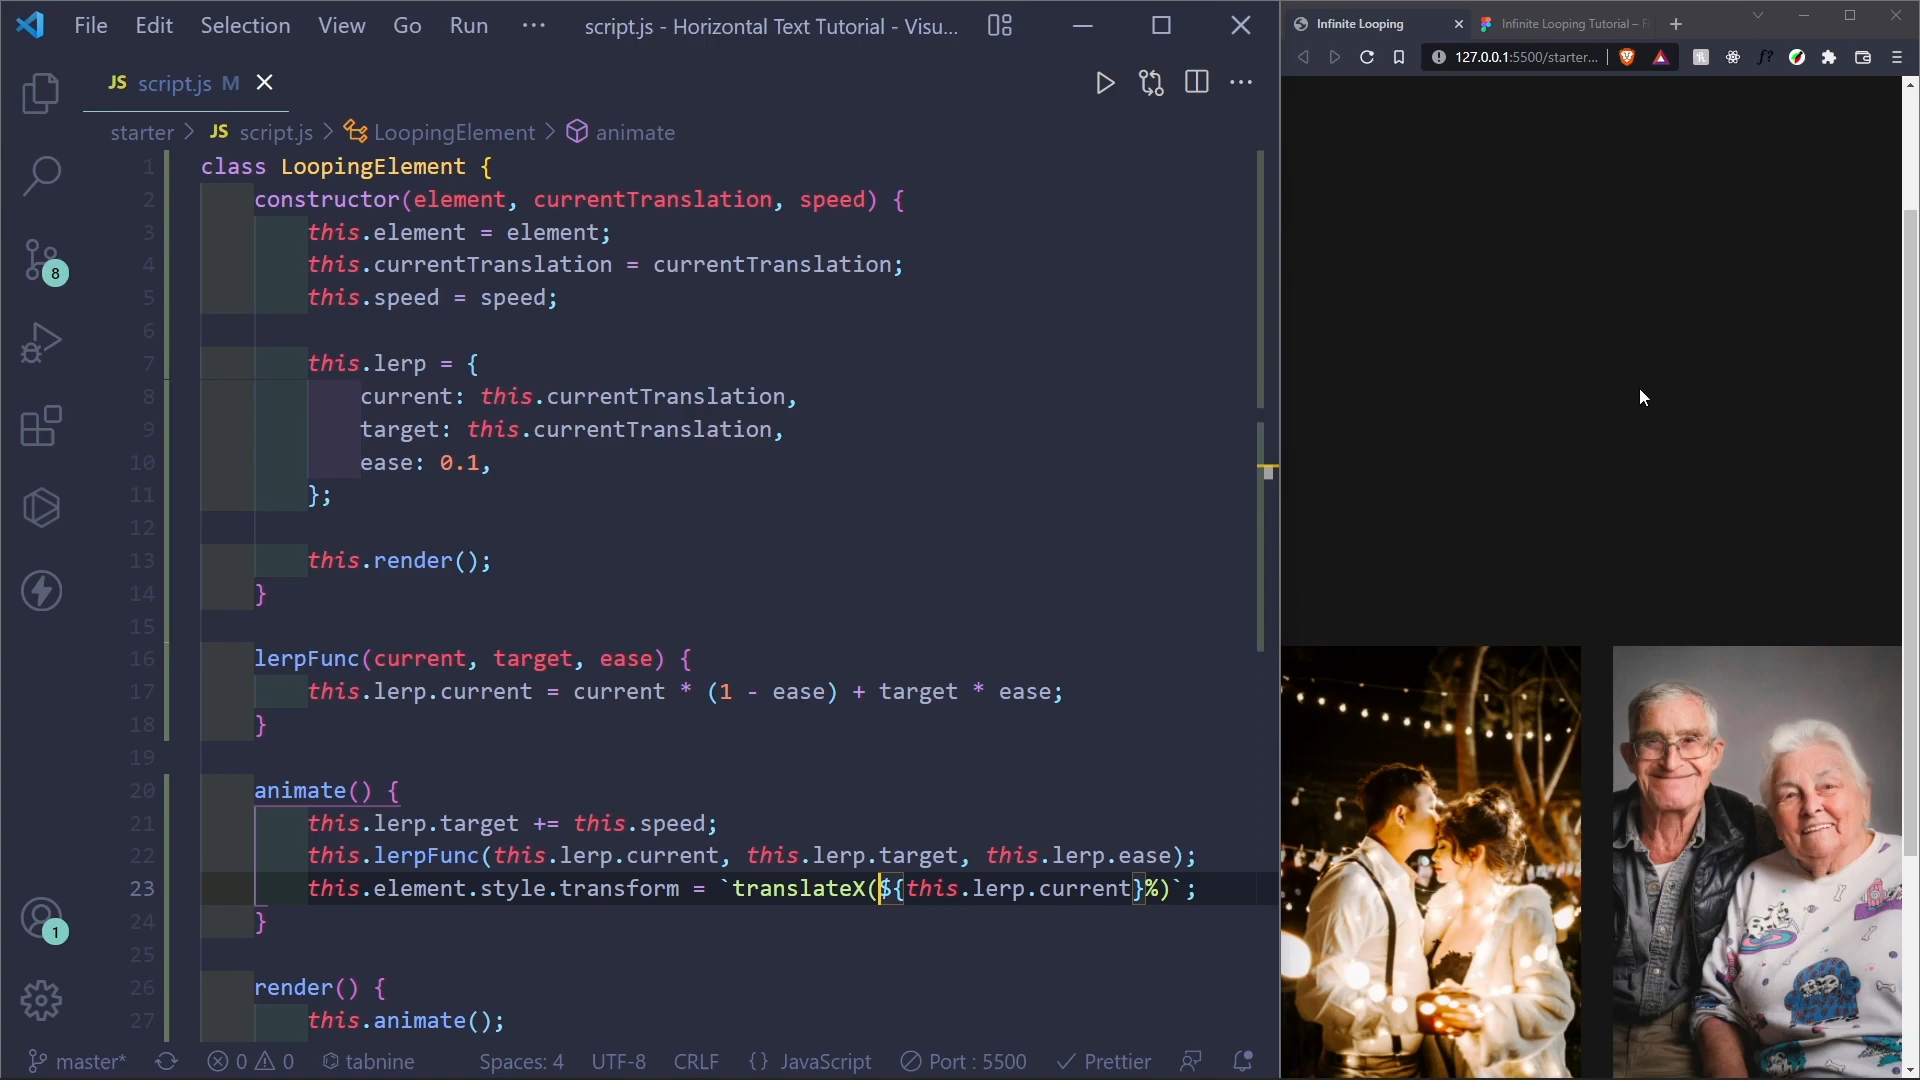 File Edit Selection View Go Run ··· script.js - Horizontal Text Tutorial - Visu...
JS script.js M
starter > JS script.js > LoopingElement > animate
1 class LoopingElement {
2 constructor(element, currentTranslation, speed) {
3 this.element = element;
4 this.currentTranslation = currentTranslation;
5 this.speed = speed;
6
7 this.lerp = {
8 current: this.currentTranslation,
9 target: this.currentTranslation,
10 ease: 0.1,
11 };
12
13 this.render();
14 }
15
16 lerpFunc(current, target, ease) {
17 this.lerp.current = current * (1 - ease) + target * ease;
18 }
19
20 animate() {
21 this.lerp.target += this.speed;
22 this.lerpFunc(this.lerp.current, this.lerp.target, this.lerp.ease);
23 this.element.style.transform = `translateX(${this.lerp.current}%)`;
24 }
25
26 render() {
27 this.animate();
8
1
master* 0 0 tabnine Spaces: 4 UTF-8 CRLF {} JavaScript Port : 5500 Prettier
Infinite Looping Infinite Looping Tutorial –
127.0.0.1:5500/starter... f?